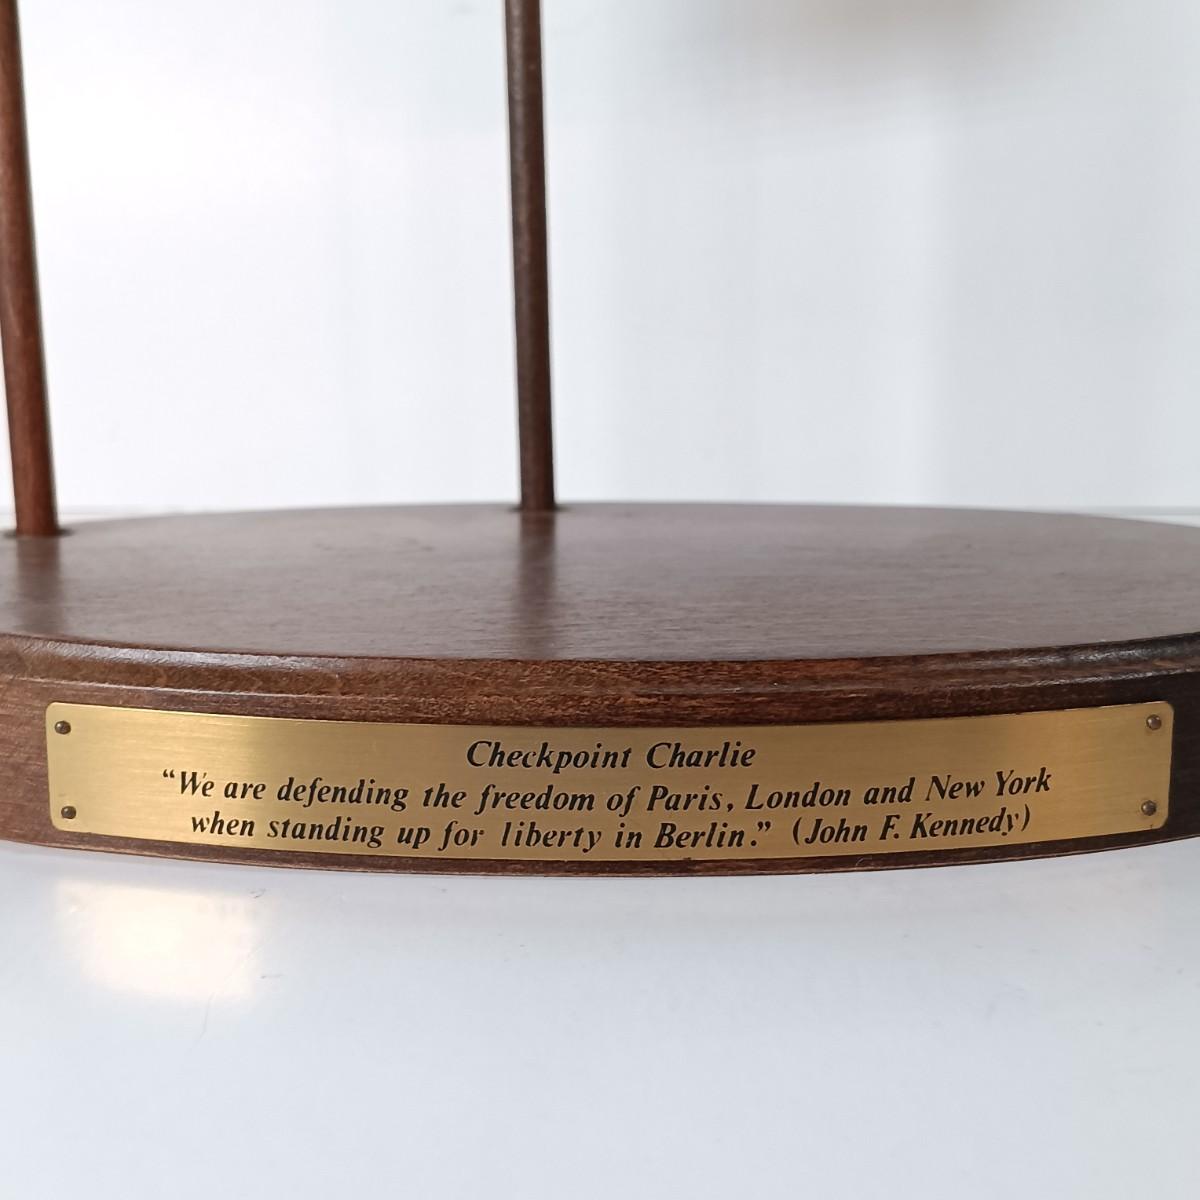 Checkpoint Charlie
“We are defending the freedom of Paris, London and New York
when standing up for liberty in Berlin.” (John F. Kennedy)